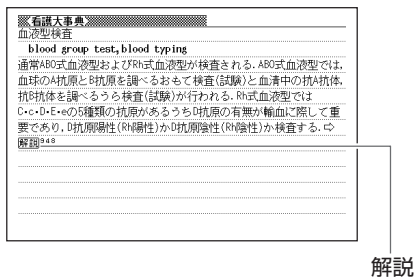 看護大事典
血液型検査
blood group test,blood typing
通常ABO式血液型およびRh式血液型が検査される.ABO式血液型では,
血球のA抗原とB抗原を調べるおもて検査(試験)と血清中の抗A抗体,
抗B抗体を調べるうら検査(試験)が行われる.Rh式血液型では
C・c・D・E・eの5種類の抗原があるうちD抗原の有無が輸血に際して重
要であり,D抗原陽性(Rh陽性)かD抗原陰性(Rh陰性)か検査する.⇨
解説948
解説